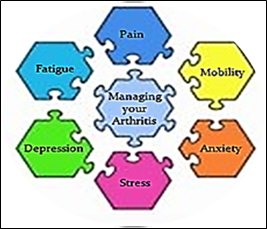 Pain
Fatigue
Mobility
Managing
your
Arthritis
Depression
Anxiety
Stress